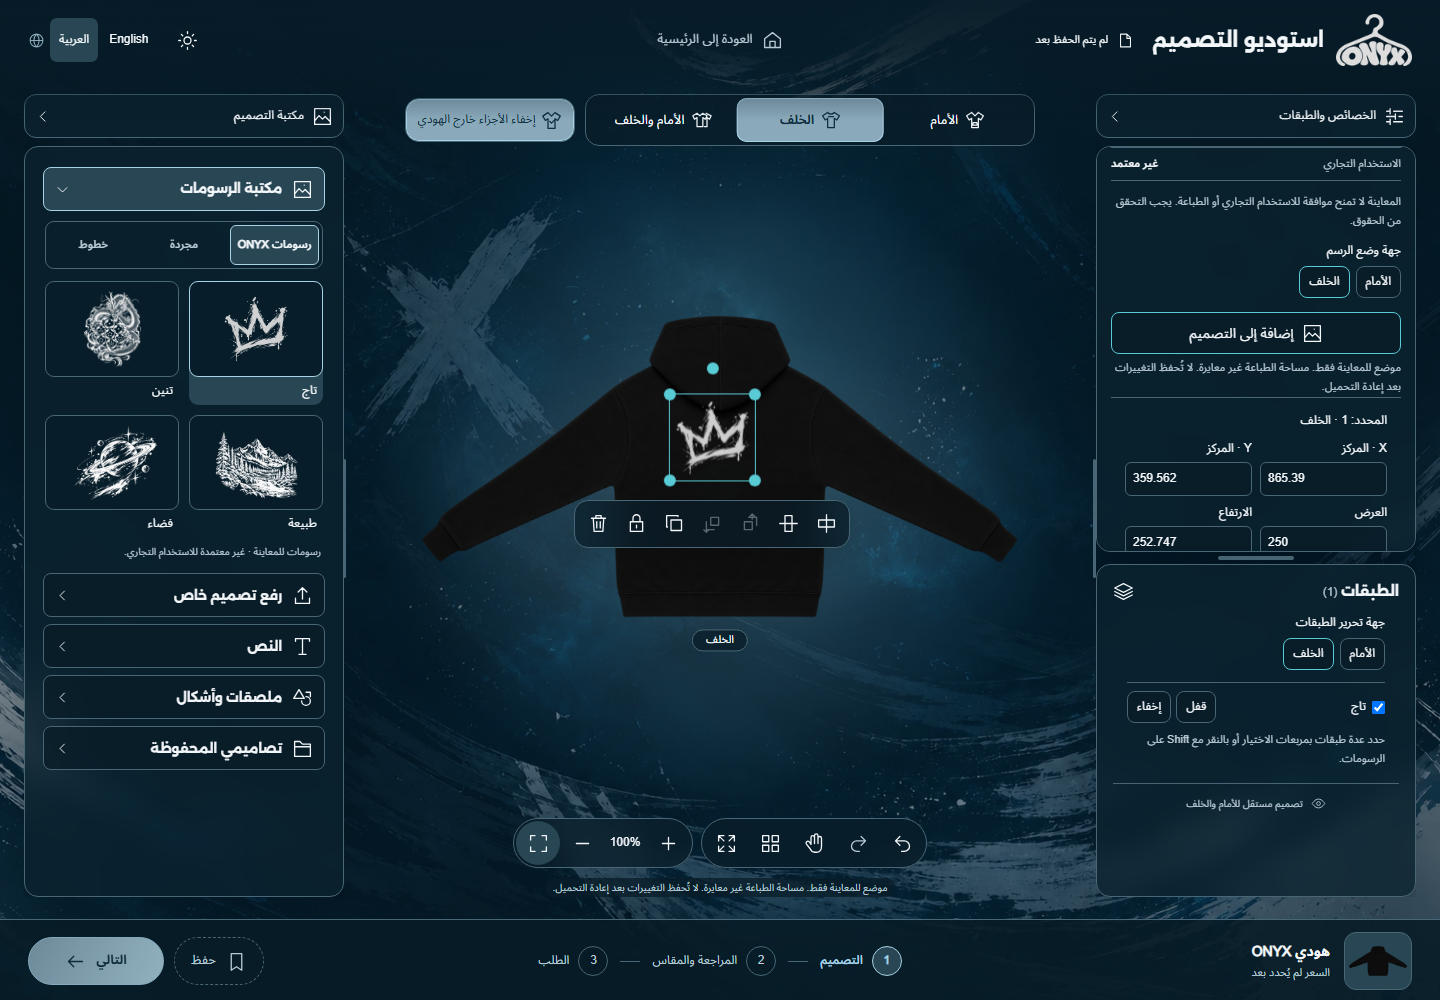 ONYX
استوديو التصميم
لم يتم الحفظ بعد
العودة إلى الرئيسية
English
العربية
الخصائص والطبقات
الاستخدام التجاري
غير معتمد
المعاينة لا تمنح موافقة للاستخدام التجاري أو الطباعة. يجب التحقق
من الحقوق.
جهة وضع الرسم
الأمام
الخلف
إضافة إلى التصميم
موضع للمعاينة فقط. مساحة الطباعة غير معايرة. لا تُحفظ التغييرات
بعد إعادة التحميل.
المحدد: 1 · الخلف
X · المركز
Y · المركز
865.39
359.562
العرض
الارتفاع
250
252.747
الطبقات (1)
جهة تحرير الطبقات
الأمام
الخلف
تاج
قفل
إخفاء
حدد عدة طبقات بمربعات الاختيار أو بالنقر مع Shift على
الرسومات.
تصميم مستقل للأمام والخلف
الأمام
الخلف
الأمام والخلف
إخفاء الأجزاء خارج الهودي
الخلف
100%
موضع للمعاينة فقط. مساحة الطباعة غير معايرة. لا تُحفظ التغييرات بعد إعادة التحميل.
مكتبة التصميم
مكتبة الرسومات
رسومات ONYX
مجردة
خطوط
تاج
تنين
طبيعة
فضاء
رسومات للمعاينة · غير معتمدة للاستخدام التجاري.
رفع تصميم خاص
النص
ملصقات وأشكال
تصاميمي المحفوظة
هودي ONYX
السعر لم يُحدد بعد
1 التصميم
2 المراجعة والمقاس
3 الطلب
حفظ
التالي